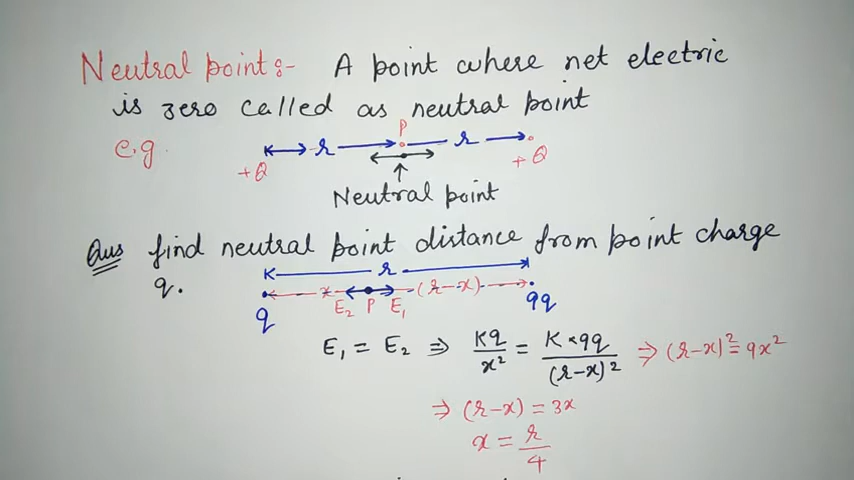 Neutral point:- A point where net electric
is zero called as neutral point
e.g.
P
r r
+Q +Q
Neutral point
Ques find neutral point distance from point charge
q.
r
x (r-x)
E₂ P E₁
q 9q
E₁ = E₂ ⇒ Kq/x² = K×9q/(r-x)² ⇒ (r-x)² = 9x²
⇒ (r-x) = 3x
x = r/4